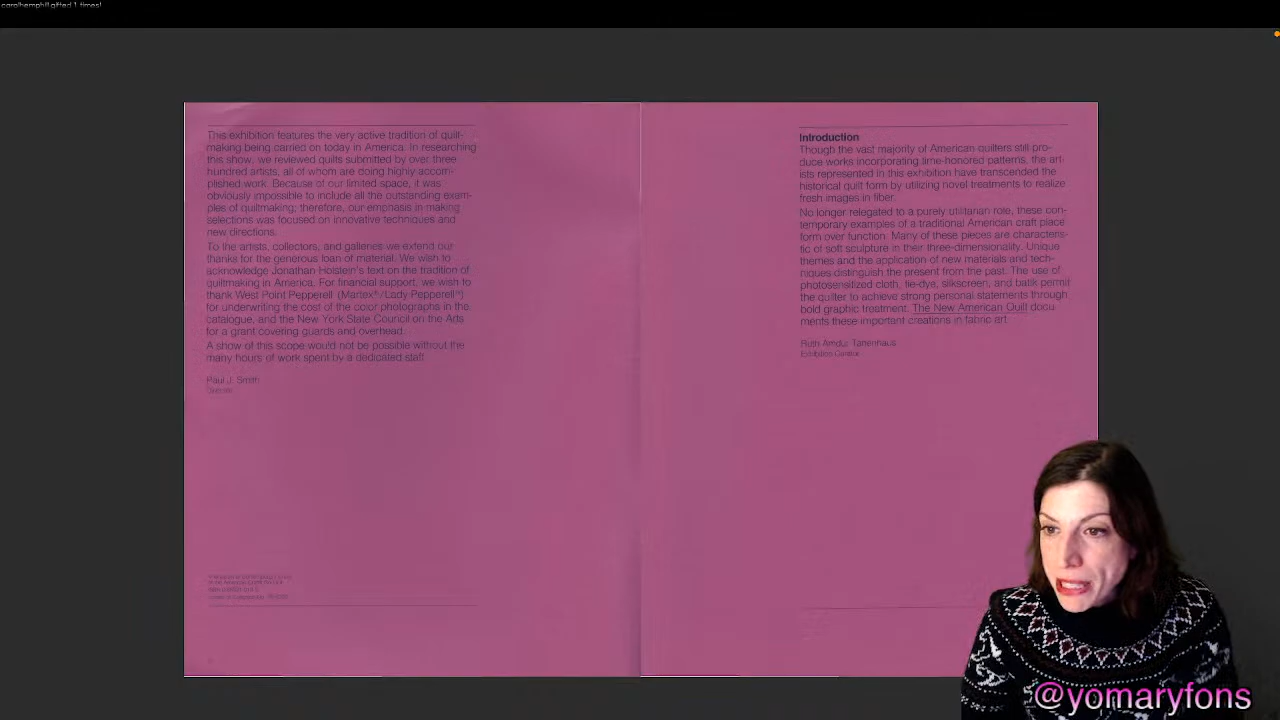 carolhemphill gifted 1 times!
This exhibition features the very active tradition of quilt-
making being carried on today in America. In researching
this show, we reviewed quilts submitted by over three
hundred artists, all of whom are doing highly accom-
plished work. Because of our limited space, it was
obviously impossible to include all the outstanding exam-
ples of quiltmaking; therefore, our emphasis in making
selections was focused on innovative techniques and
new directions.
To the artists, collectors, and galleries we extend our
thanks for the generous loan of material. We wish to
acknowledge Jonathan Holstein's text on the tradition of
quiltmaking in America. For financial support, we wish to
thank West Point Pepperell (Martex®/Lady Pepperell®)
for underwriting the cost of the color photographs in the
catalogue, and the New York State Council on the Arts
for a grant covering guards and overhead.
A show of this scope would not be possible without the
many hours of work spent by a dedicated staff.
Paul J. Smith
Director
Introduction
Though the vast majority of American quilters still pro-
duce works incorporating time-honored patterns, the art-
ists represented in this exhibition have transcended the
historical quilt form by utilizing novel treatments to realize
fresh images in fiber.
No longer relegated to a purely utilitarian role, these con-
temporary examples of a traditional American craft place
form over function. Many of these pieces are characteris-
tic of soft sculpture in their three-dimensionality. Unique
themes and the application of new materials and tech-
niques distinguish the present from the past. The use of
photosensitized cloth, tie-dye, silkscreen, and batik permit
the quilter to achieve strong personal statements through
bold graphic treatment. The New American Quilt docu
ments these important creations in fabric art.
Ruth Amdur Tanenhaus
Exhibition Curator
@yomaryfons